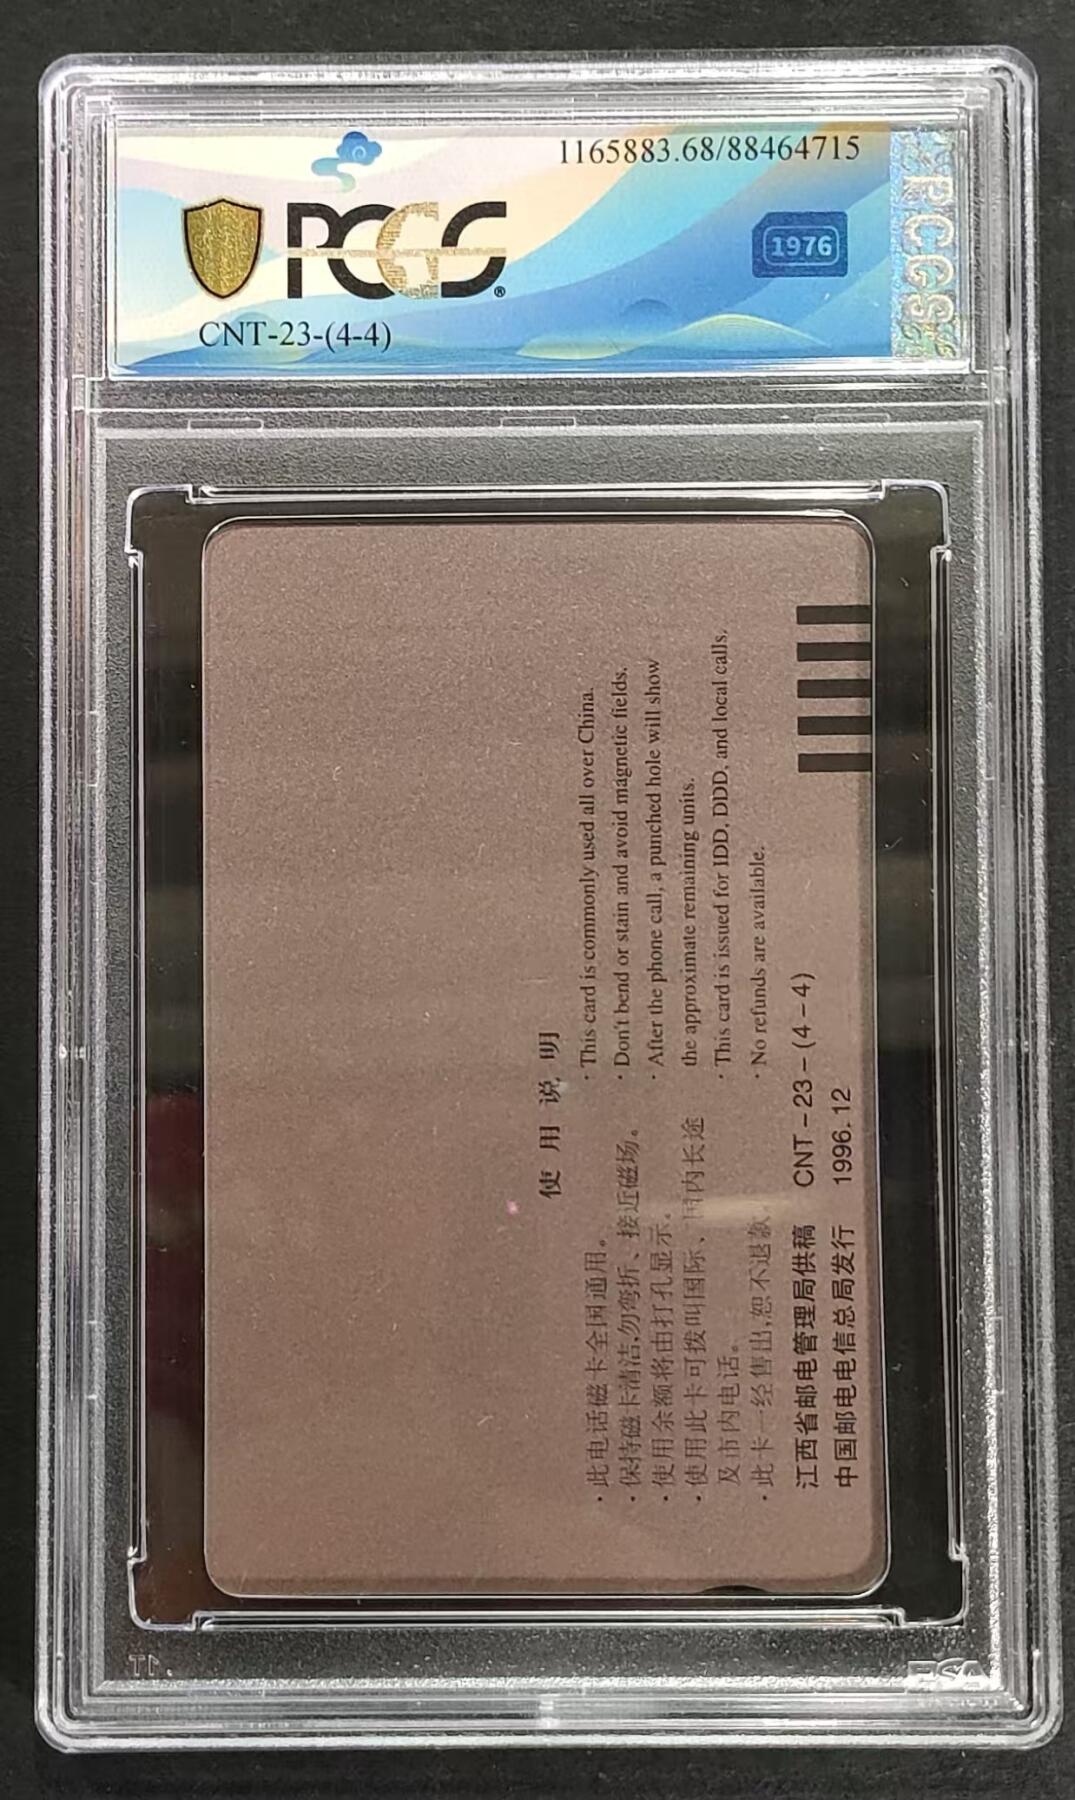 1165883.68/88464715
PCGS
1976
PCGS
CNT-23-(4-4)
使用说明
·此电话磁卡全国通用。
·保持磁卡清洁,勿弯折、接近磁场。
·使用余额将由打孔显示。
·使用此卡可拨叫国际、国内长途
及市内电话。
·此卡一经售出,恕不退款。
·This card is commonly used all over China.
·Don't bend or stain and avoid magnetic fields.
·After the phone call, a punched hole will show
the approximate remaining units.
·This card is issued for IDD, DDD, and local calls.
·No refunds are available.
江西省邮电管理局供稿 CNT-23-(4-4)
中国邮电电信总局发行 1996.12